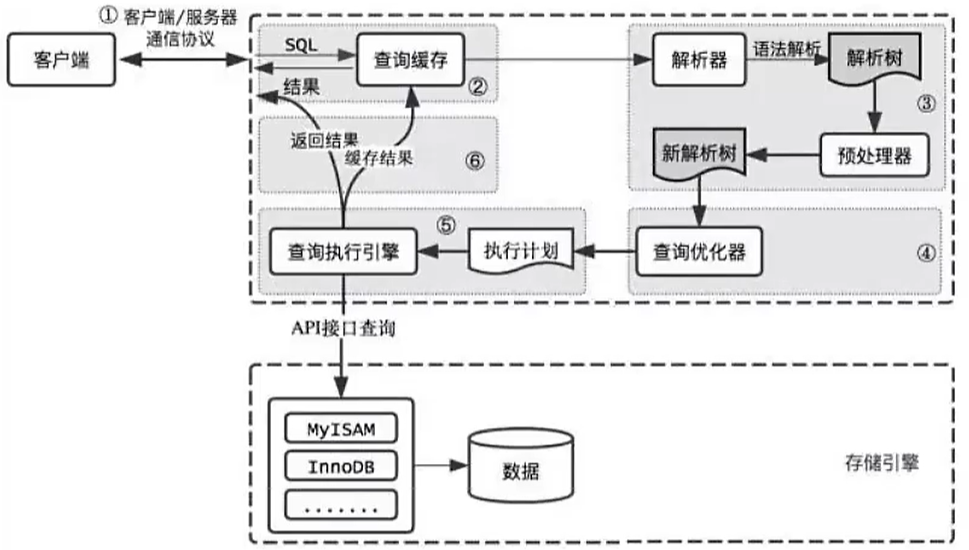 ① 客户端/服务器
通信协议
客户端
SQL
结果
查询缓存
②
解析器
语法解析
解析树
③
预处理器
新解析树
返回结果
缓存结果
⑥
⑤
查询执行引擎
执行计划
查询优化器
④
API接口查询
MyISAM
InnoDB
.......
数据
存储引擎